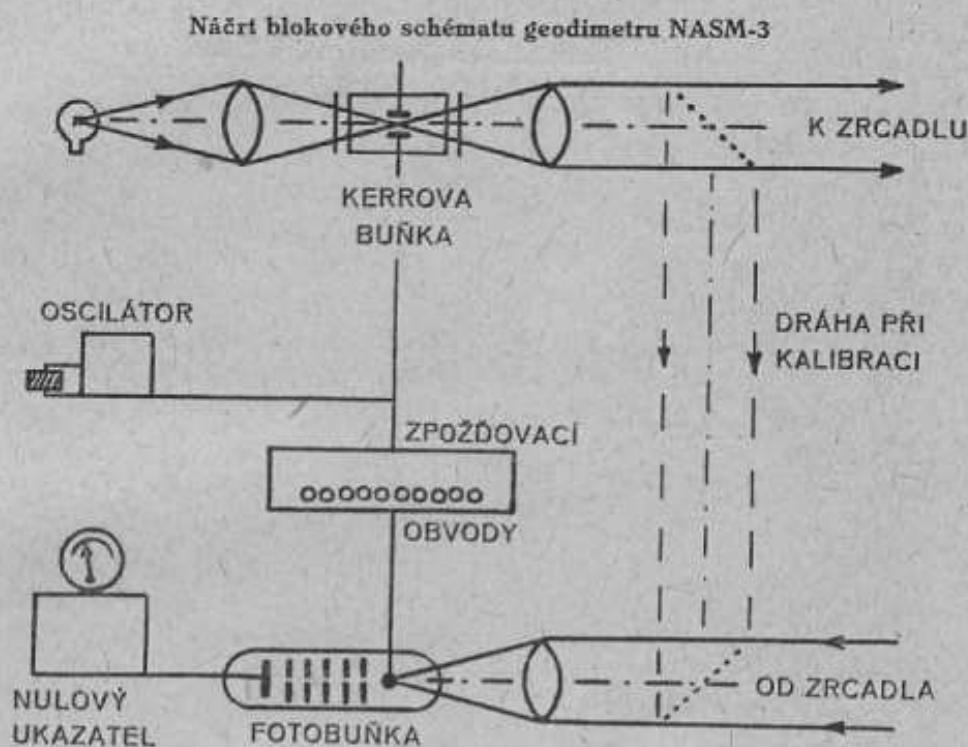 Náčrt blokového schématu geodimetru NASM-3
K ZRCADLU
KERROVA
BUŇKA
OSCILÁTOR
DRÁHA PŘI
KALIBRACI
ZPOŽĎOVACÍ
OBVODY
NULOVÝ
UKAZATEL
FOTOBUŇKA
OD ZRCADLA